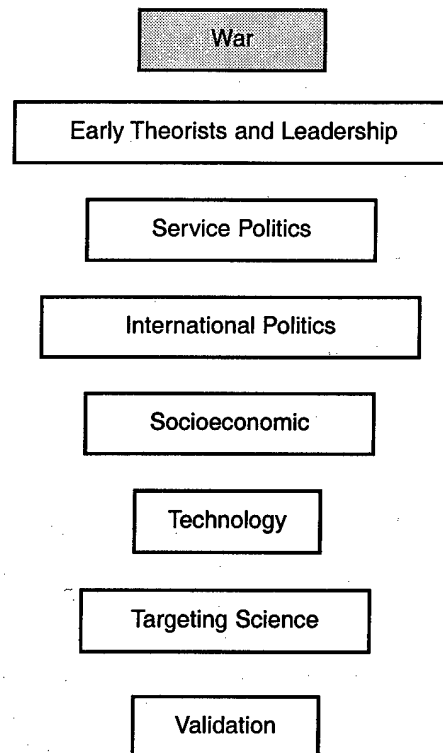 War
Early Theorists and Leadership
Service Politics
International Politics
Socioeconomic
Technology
Targeting Science
Validation